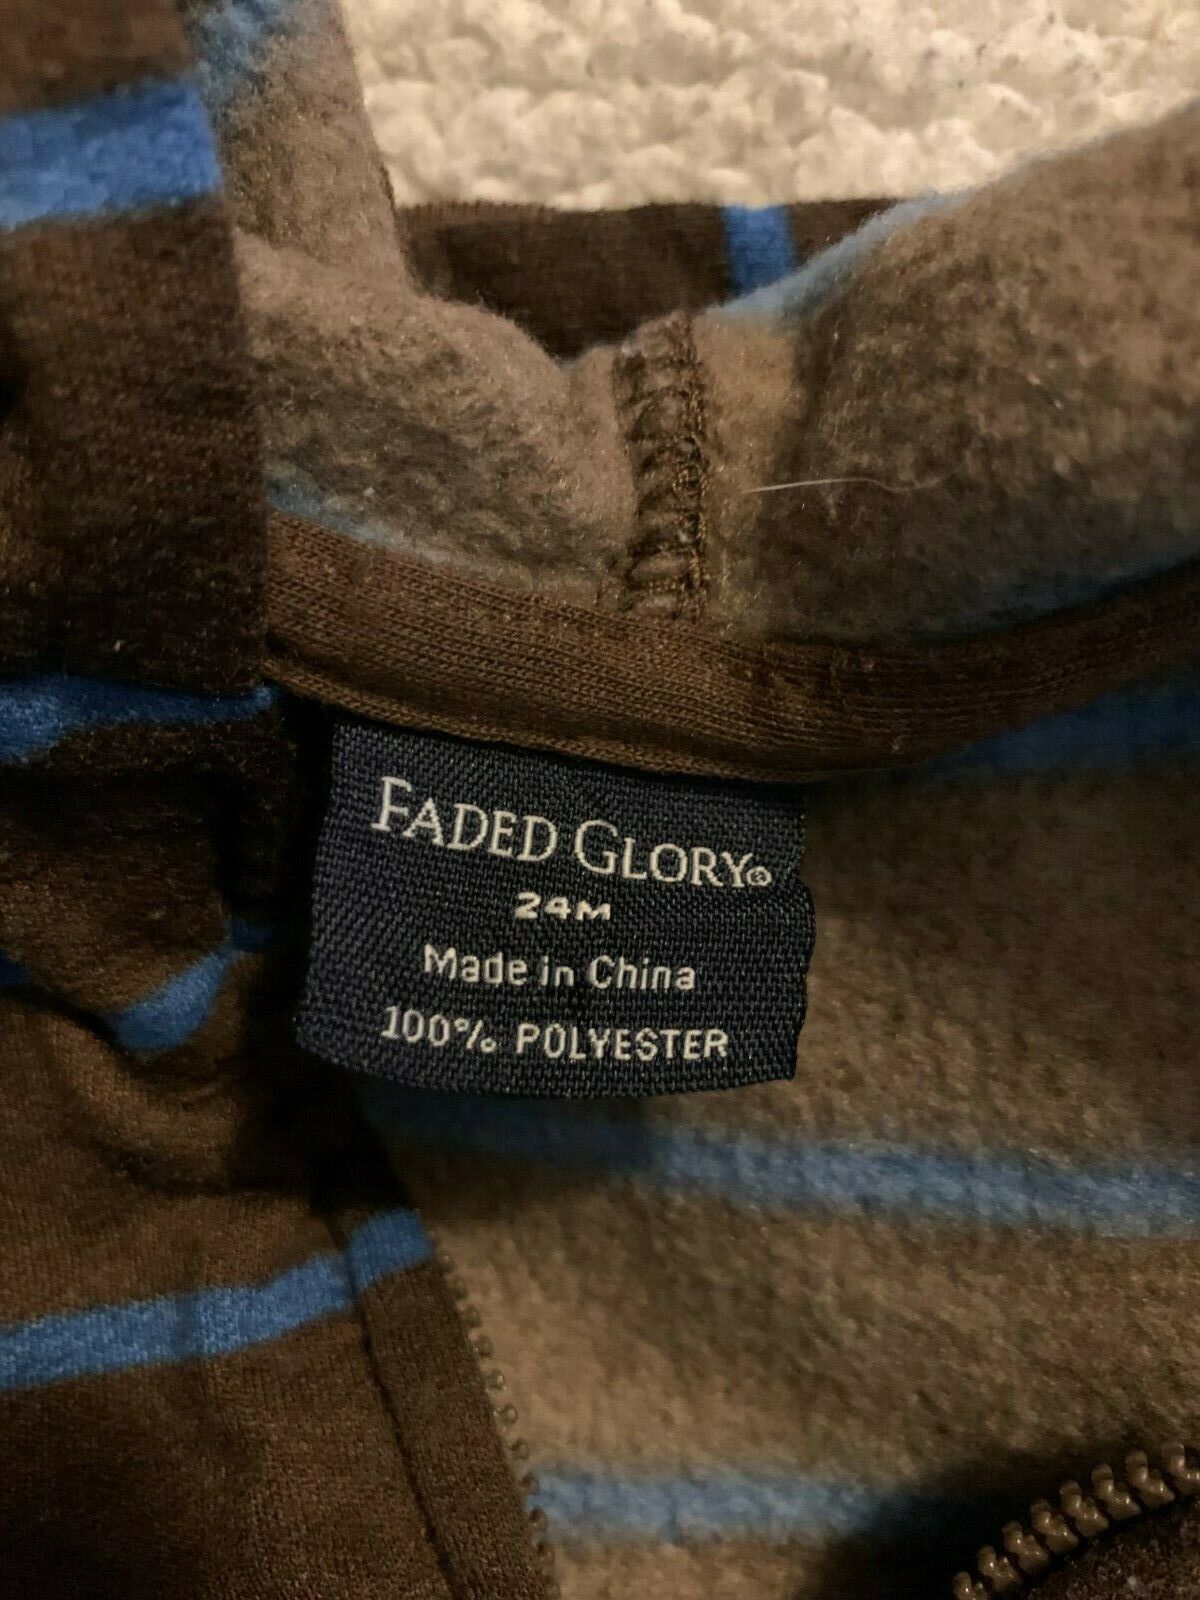 FADED GLORY®
24M
Made in China
100% POLYESTER